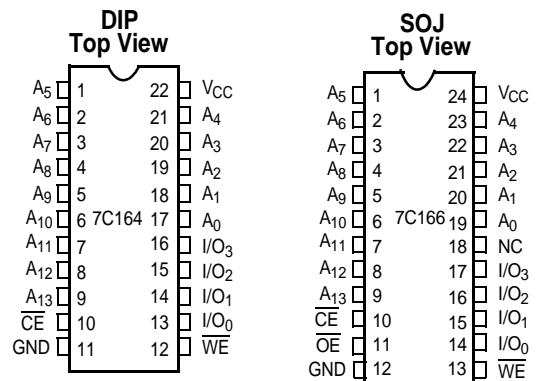 DIP
Top View
A5 1 22 VCC
A6 2 21 A4
A7 3 20 A3
A8 4 19 A2
A9 5 18 A1
A10 6 7C164 17 A0
A11 7 16 I/O3
A12 8 15 I/O2
A13 9 14 I/O1
CE 10 13 I/O0
GND 11 12 WE
SOJ
Top View
A5 1 24 VCC
A6 2 23 A4
A7 3 22 A3
A8 4 21 A2
A9 5 20 A1
A10 6 7C166 19 A0
A11 7 18 NC
A12 8 17 I/O3
A13 9 16 I/O2
CE 10 15 I/O1
OE 11 14 I/O0
GND 12 13 WE